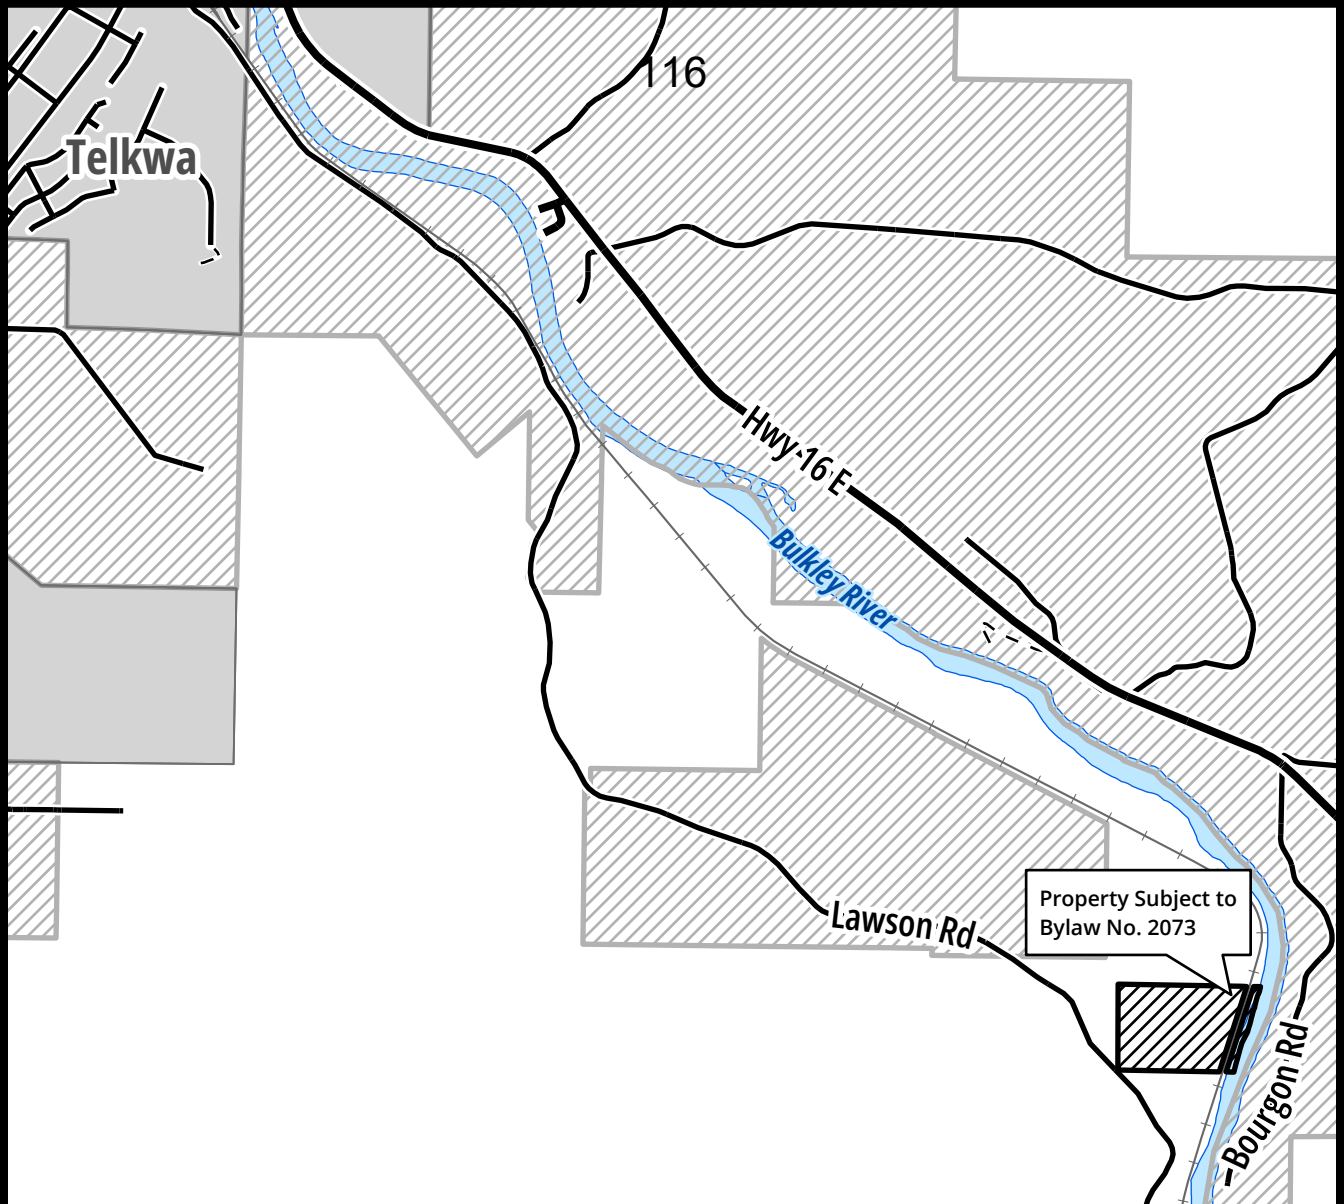 116
Telkwa
Hwy 16 E
Bulkley River
Property Subject to
Bylaw No. 2073
Lawson Rd
Bourgon Rd